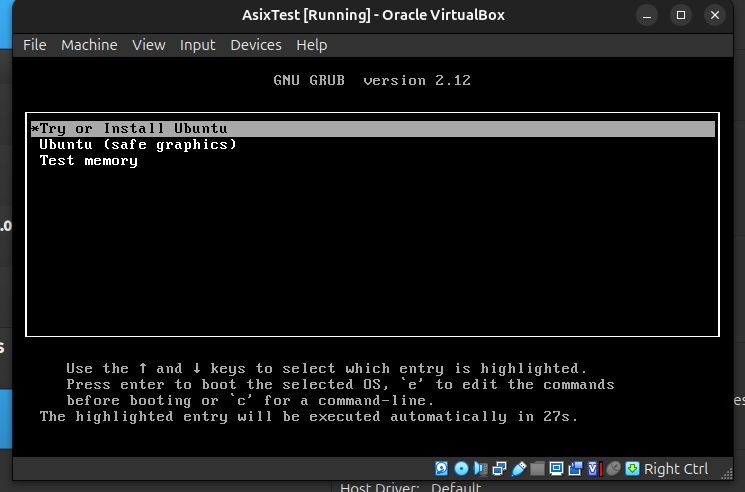 AsixTest [Running] - Oracle VirtualBox
File Machine View Input Devices Help
GNU GRUB version 2.12
*Try or Install Ubuntu
Ubuntu (safe graphics)
Test memory
Use the ↑ and ↓ keys to select which entry is highlighted.
Press enter to boot the selected OS, `e' to edit the commands
before booting or `c' for a command-line.
The highlighted entry will be executed automatically in 27s.
Right Ctrl
Host Driver: Default